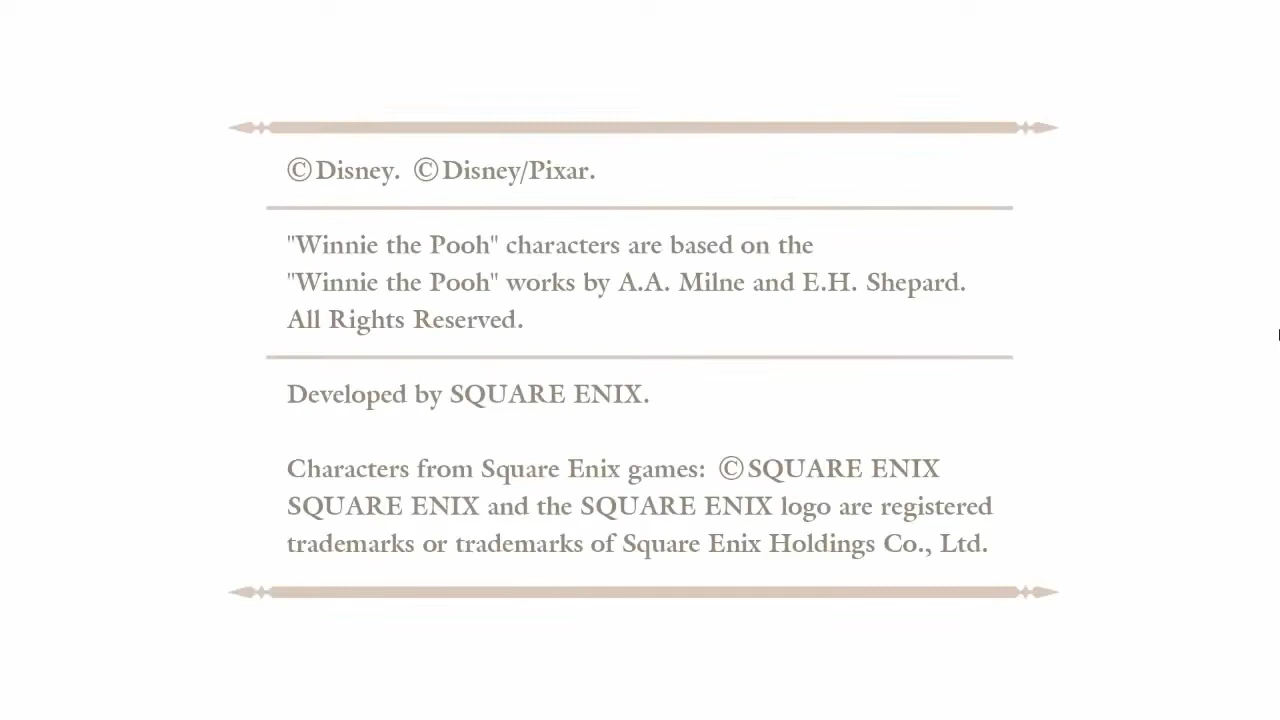 ©Disney. ©Disney/Pixar.
"Winnie the Pooh" characters are based on the
"Winnie the Pooh" works by A.A. Milne and E.H. Shepard.
All Rights Reserved.
Developed by SQUARE ENIX.
Characters from Square Enix games: ©SQUARE ENIX
SQUARE ENIX and the SQUARE ENIX logo are registered
trademarks or trademarks of Square Enix Holdings Co., Ltd.